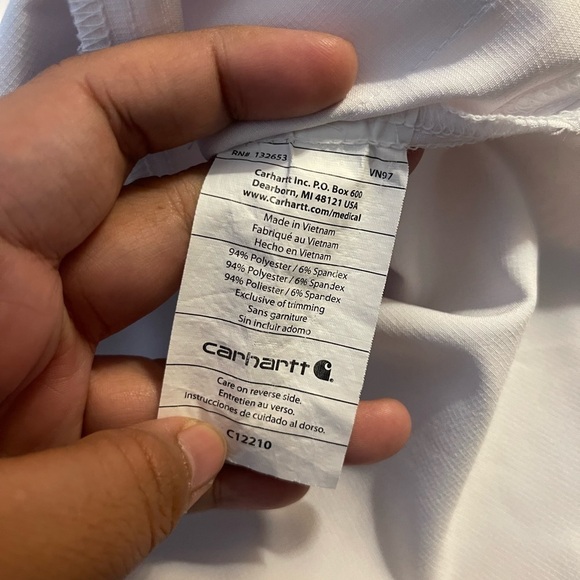 RN# 132653 VN97
Carhartt Inc. P.O. Box 600
Dearborn, MI 48121 USA
www.Carhartt.com/medical
Made in Vietnam
Fabriqué au Vietnam
Hecho en Vietnam
94% Polyester / 6% Spandex
94% Polyester / 6% Spandex
94% Poliester / 6% Spandex
Exclusive of trimming
Sans garniture
Sin incluir adorno
carhartt
Care on reverse side.
Entretien au verso.
Instrucciones de cuidado al dorso.
C12210